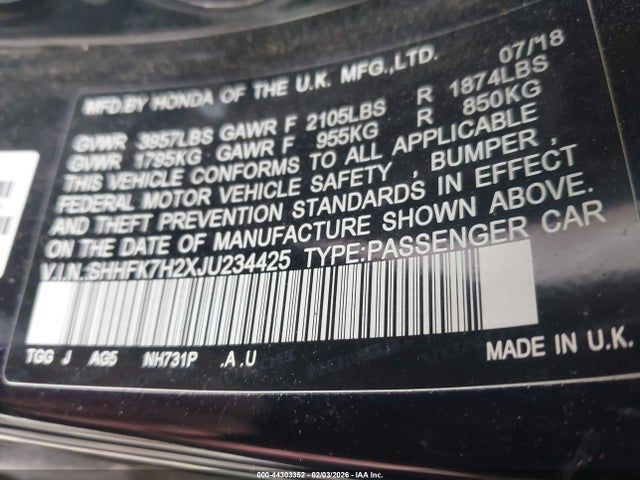 MFD.BY HONDA OF THE U.K. MFG.,LTD. 07/18
GVWR 3957LBS GAWR F 2105LBS R 1874LBS
GVWR 1795KG GAWR F 955KG R 850KG
THIS VEHICLE CONFORMS TO ALL APPLICABLE
FEDERAL MOTOR VEHICLE SAFETY , BUMPER ,
AND THEFT PREVENTION STANDARDS IN EFFECT
ON THE DATE OF MANUFACTURE SHOWN ABOVE.
V.I.N.:SHHFK7H2XJU234425 TYPE:PASSENGER CAR
TGG J AG5 NH731P .A .U MADE IN U.K.
000-44303352 - 02/03/2026 - IAA Inc.